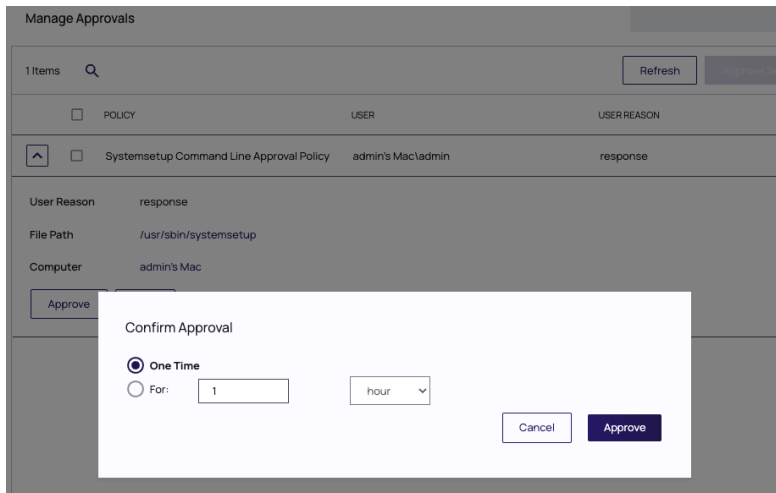 Manage Approvals
1 Items
Refresh
POLICY USER USER REASON
Systemsetup Command Line Approval Policy admin's Mac\admin response
User Reason response
File Path /usr/sbin/systemsetup
Computer admin's Mac
Approve
Confirm Approval
One Time
For: 1 hour
Cancel Approve